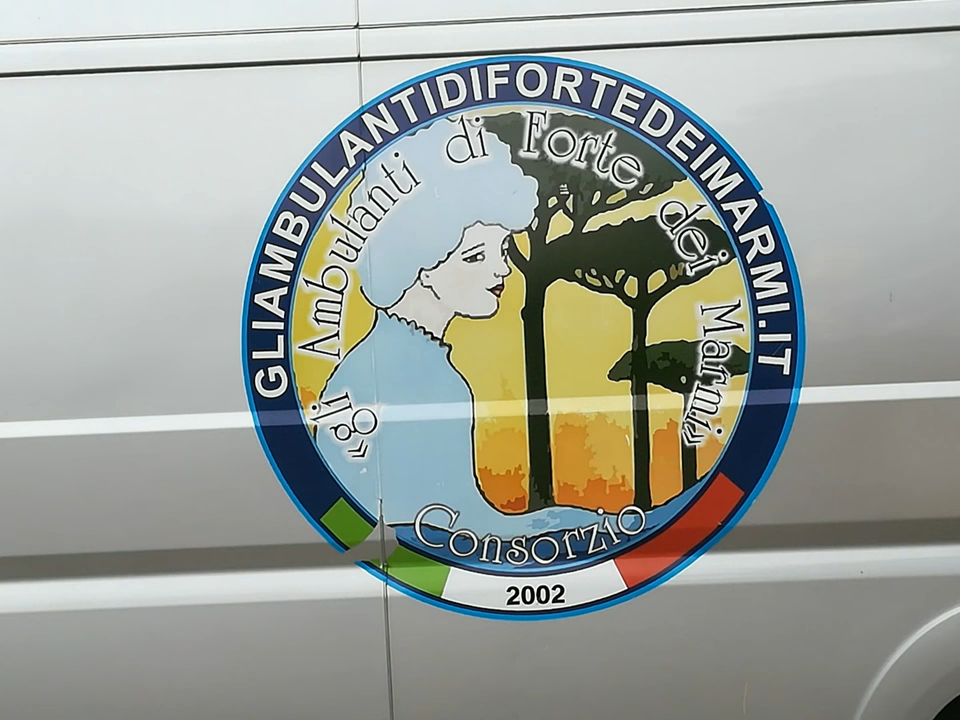 GLIAMBULANTIDIFORTEDEIMARMI.IT
«gli Ambulanti di Forte dei Marmi»
Consorzio
2002